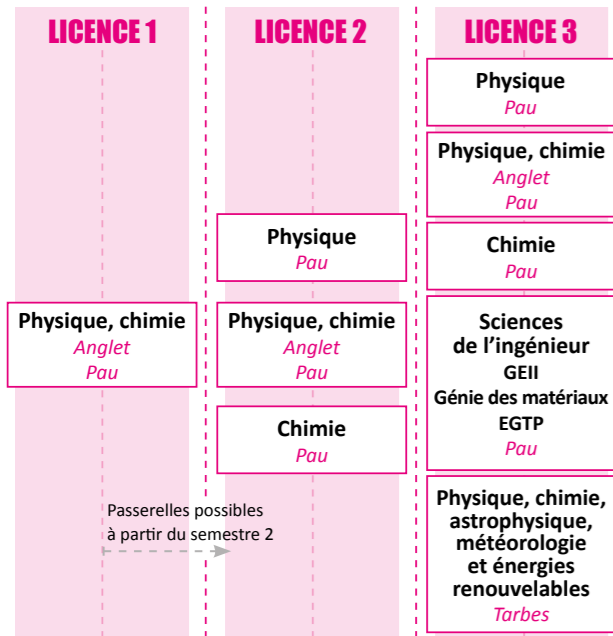 LICENCE 1
LICENCE 2
LICENCE 3
Physique, chimie
Anglet
Pau
Passerelles possibles
à partir du semestre 2
Physique
Pau
Physique, chimie
Anglet
Pau
Chimie
Pau
Physique
Pau
Physique, chimie
Anglet
Pau
Chimie
Pau
Sciences
de l’ingénieur
GEII
Génie des matériaux
EGTP
Pau
Physique, chimie,
astrophysique,
météorologie
et énergies
renouvelables
Tarbes